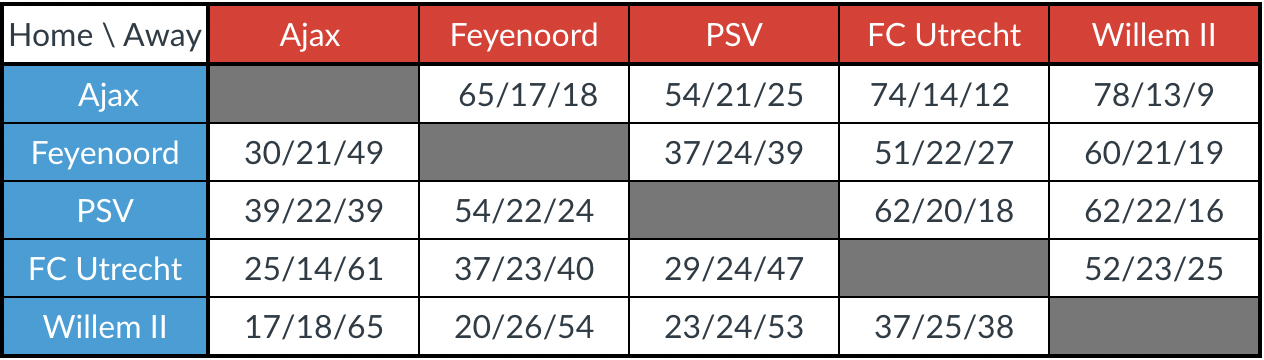 Home \ Away Ajax Feyenoord PSV FC Utrecht Willem II
Ajax 65/17/18 54/21/25 74/14/12 78/13/9
Feyenoord 30/21/49 37/24/39 51/22/27 60/21/19
PSV 39/22/39 54/22/24 62/20/18 62/22/16
FC Utrecht 25/14/61 37/23/40 29/24/47 52/23/25
Willem II 17/18/65 20/26/54 23/24/53 37/25/38